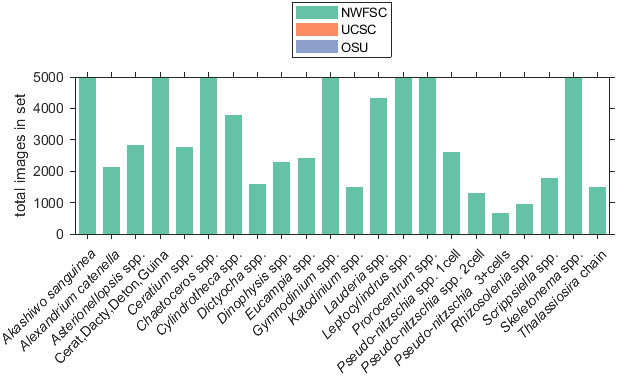 NWFSC
UCSC
OSU
total images in set
5000
4000
3000
2000
1000
0
Akashiwo sanguinea
Alexandrium catenella
Asterionellopsis spp.
Cerat,Dacty,Deton,Guina
Ceratium spp.
Chaetoceros spp.
Cylindrotheca spp.
Dictyocha spp.
Dinophysis spp.
Eucampia spp.
Gymnodinium spp.
Katodinium spp.
Lauderia spp.
Leptocylindrus spp.
Prorocentrum spp.
Pseudo-nitzschia spp. 1cell
Pseudo-nitzschia spp. 2cell
Pseudo-nitzschia 3+cells
Rhizosolenia spp.
Scrippsiella spp.
Skeletonema spp.
Thalassiosira chain